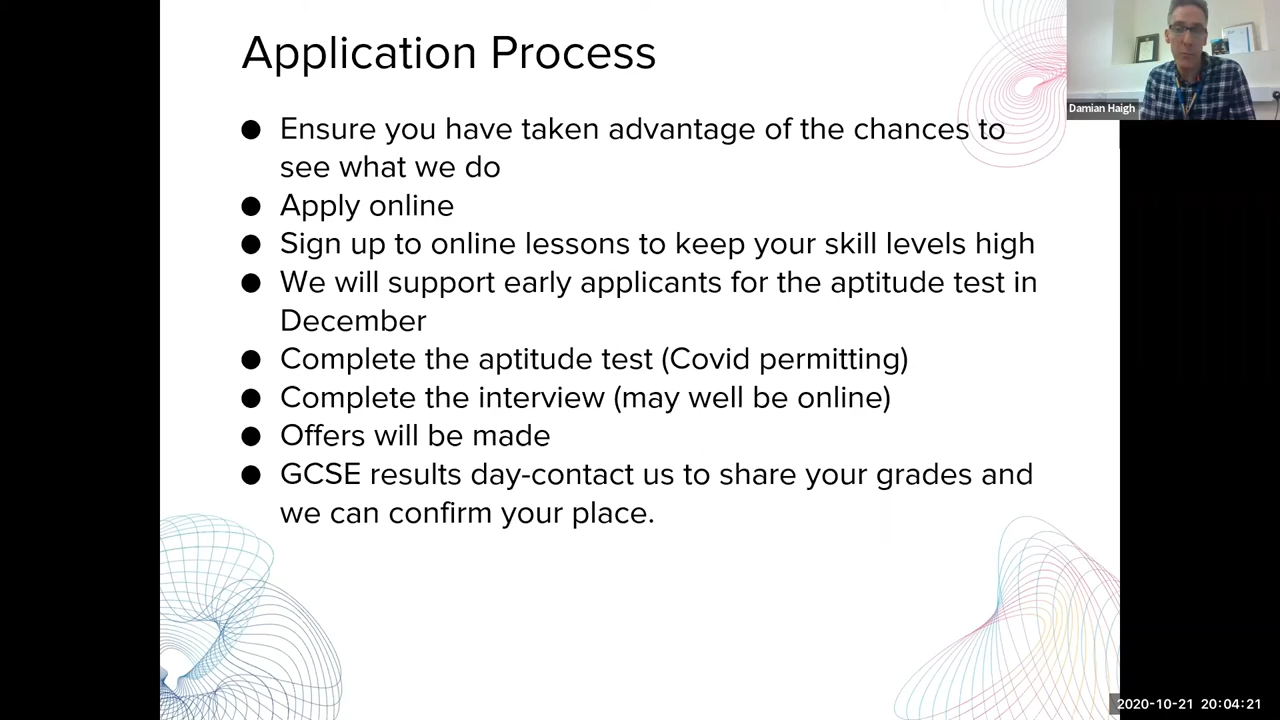 Application Process
Damian Haigh
● Ensure you have taken advantage of the chances to
see what we do
● Apply online
● Sign up to online lessons to keep your skill levels high
● We will support early applicants for the aptitude test in
December
● Complete the aptitude test (Covid permitting)
● Complete the interview (may well be online)
● Offers will be made
● GCSE results day-contact us to share your grades and
we can confirm your place.
2020-10-21 20:04:21